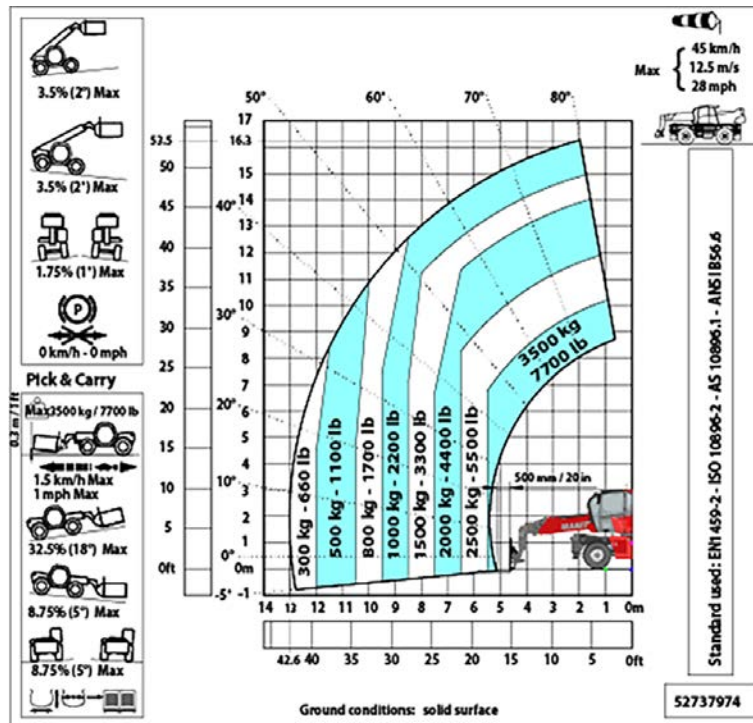 3.5% (2°) Max
3.5% (2°) Max
1.75% (1°) Max
P
0 km/h - 0 mph
Pick & Carry
0.3 m / 1 ft
Max3500 kg / 7700 lb
1.5 km/h Max
1 mph Max
32.5% (18°) Max
8.75% (5°) Max
8.75% (5°) Max
53.5
50
45
40
35
30
25
20
15
10
5
0ft
17
16.3
15
14
13
12
11
10
9
8
7
6
5
4
3
2
1
0m
-1
50°
60°
70°
80°
40°
30°
20°
10°
0°
-5°
300 kg - 660 lb
500 kg - 1100 lb
800 kg - 1700 lb
1000 kg - 2200 lb
1500 kg - 3300 lb
2000 kg - 4400 lb
2500 kg - 5500 lb
3500 kg
7700 lb
500 mm / 20 in
14 13 12 11 10 9 8 7 6 5 4 3 2 1 0m
42.6 40 35 30 25 20 15 10 5 0ft
Ground conditions: solid surface
Max
45 km/h
12.5 m/s
28 mph
Standard used: EN1459-2 - ISO 10896-2 - AS 10896.1 - ANSI B56.6
52737974